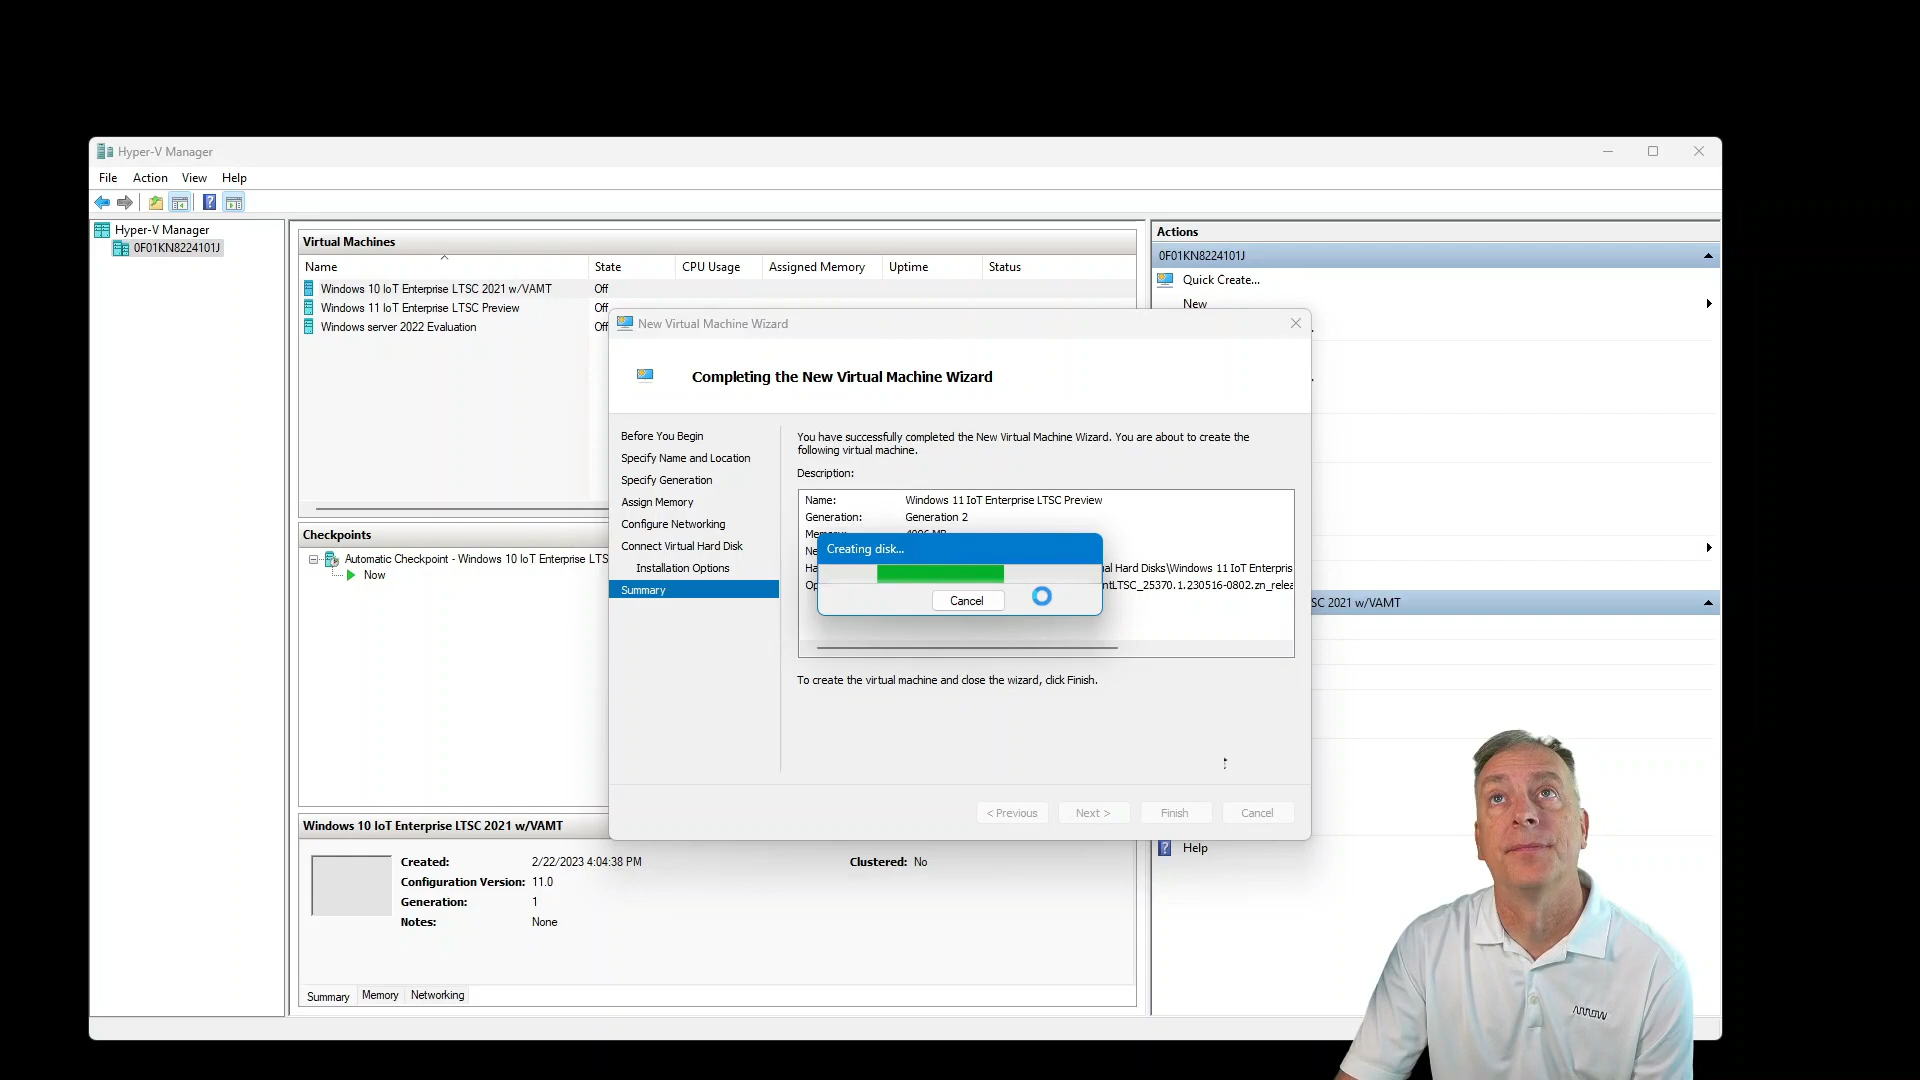 Hyper-V Manager
File Action View Help
Hyper-V Manager
0F01KN8224101J
Virtual Machines
Name State CPU Usage Assigned Memory Uptime Status
Windows 10 IoT Enterprise LTSC 2021 w/VAMT Off
Windows 11 IoT Enterprise LTSC Preview Off
Windows server 2022 Evaluation Off
Checkpoints
Automatic Checkpoint - Windows 10 IoT Enterprise LTS
Now
Windows 10 IoT Enterprise LTSC 2021 w/VAMT
Created: 2/22/2023 4:04:38 PM Clustered: No
Configuration Version: 11.0
Generation: 1
Notes: None
Summary Memory Networking
New Virtual Machine Wizard
Completing the New Virtual Machine Wizard
Before You Begin
Specify Name and Location
Specify Generation
Assign Memory
Configure Networking
Connect Virtual Hard Disk
Installation Options
Summary
You have successfully completed the New Virtual Machine Wizard. You are about to create the
following virtual machine.
Description:
Name: Windows 11 IoT Enterprise LTSC Preview
Generation: Generation 2
Creating disk...
Cancel
al Hard Disks\Windows 11 IoT Enterpris
ntLTSC_25370.1.230516-0802.zn_relea
To create the virtual machine and close the wizard, click Finish.
< Previous Next > Finish Cancel
Actions
0F01KN8224101J
Quick Create...
New
SC 2021 w/VAMT
Help
ARROW